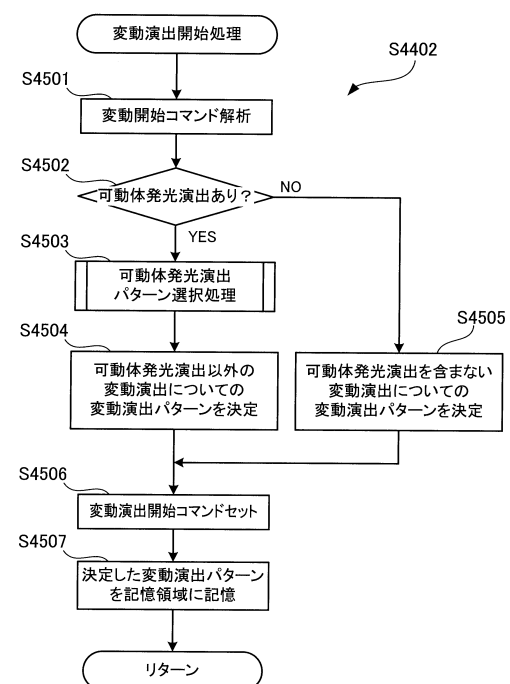 変動演出開始処理
S4402
S4501
変動開始コマンド解析
S4502
可動体発光演出あり？
NO
YES
S4503
可動体発光演出
パターン選択処理
S4504
可動体発光演出以外の
変動演出についての
変動演出パターンを決定
S4505
可動体発光演出を含まない
変動演出についての
変動演出パターンを決定
S4506
変動演出開始コマンドセット
S4507
決定した変動演出パターン
を記憶領域に記憶
リターン